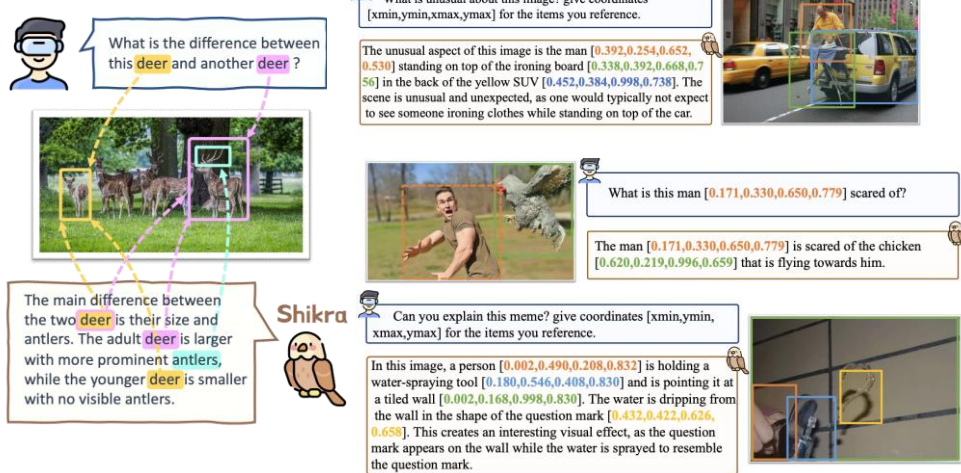 What is the difference between
this deer and another deer ?
The main difference between
the two deer is their size and
antlers. The adult deer is larger
with more prominent antlers,
while the younger deer is smaller
with no visible antlers.
Shikra
What is unusual about this image? give coordinates
[xmin,ymin,xmax,ymax] for the items you reference.
The unusual aspect of this image is the man [0.392,0.254,0.652,
0.530] standing on top of the ironing board [0.338,0.392,0.668,0.7
56] in the back of the yellow SUV [0.452,0.384,0.998,0.738]. The
scene is unusual and unexpected, as one would typically not expect
to see someone ironing clothes while standing on top of the car.
What is this man [0.171,0.330,0.650,0.779] scared of?
The man [0.171,0.330,0.650,0.779] is scared of the chicken
[0.620,0.219,0.996,0.659] that is flying towards him.
Can you explain this meme? give coordinates [xmin,ymin,
xmax,ymax] for the items you reference.
In this image, a person [0.002,0.490,0.208,0.832] is holding a
water-spraying tool [0.180,0.546,0.408,0.830] and is pointing it at
a tiled wall [0.002,0.168,0.998,0.830]. The water is dripping from
the wall in the shape of the question mark [0.432,0.422,0.626,
0.658]. This creates an interesting visual effect, as the question
mark appears on the wall while the water is sprayed to resemble
the question mark.